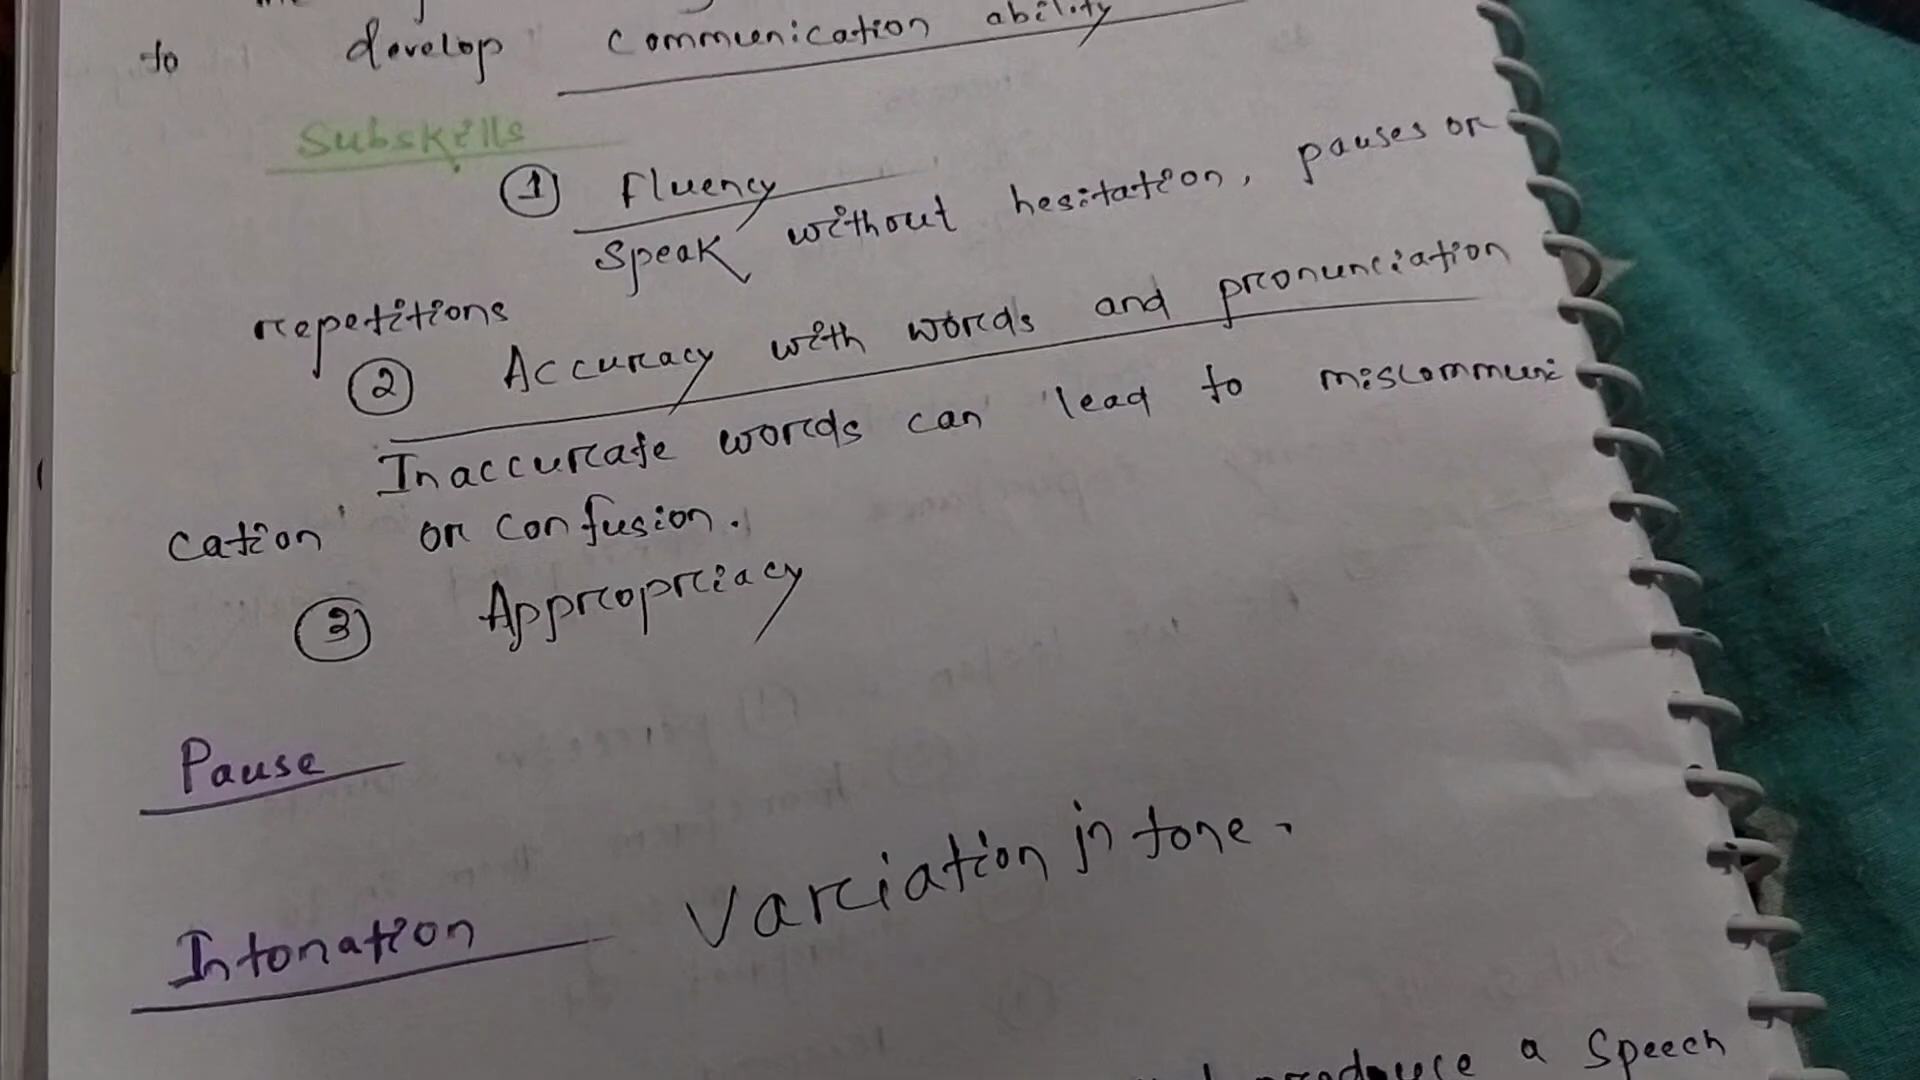 to develop communication ability
Subskills
① Fluency
Speak without hesitation, pauses or
repetitions
② Accuracy with words and pronunciation
Inaccurate words can lead to miscommuni
cation or confusion.
③ Appropriacy
Pause
Intonation Variation in tone.
produce a speech